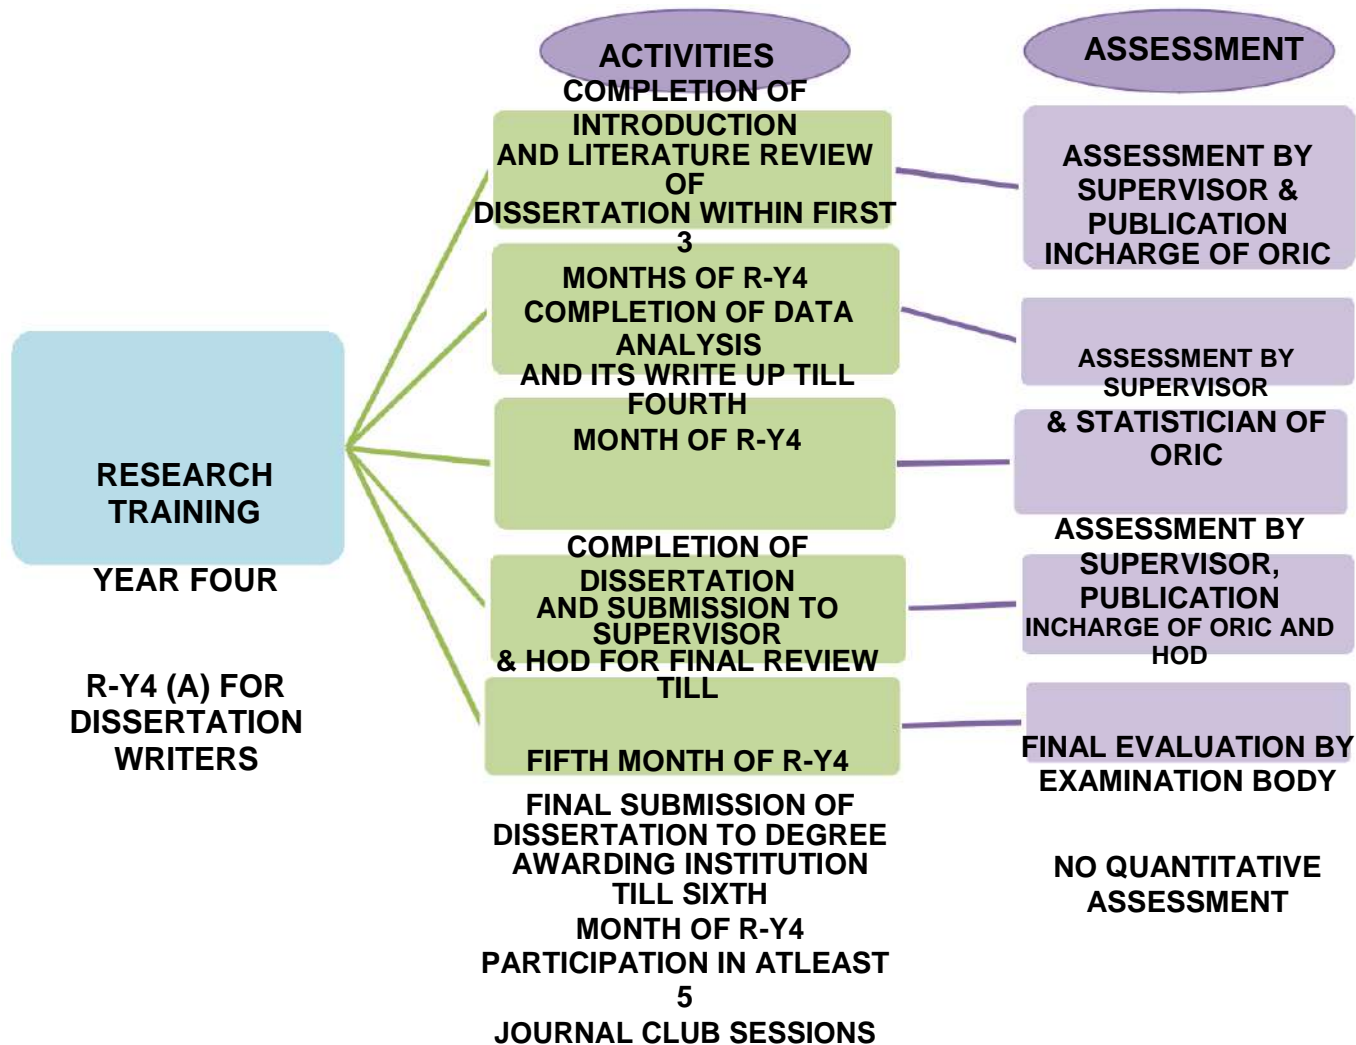 RESEARCH
TRAINING
YEAR FOUR
R-Y4 (A) FOR
DISSERTATION
WRITERS
ACTIVITIES
COMPLETION OF
INTRODUCTION
AND LITERATURE REVIEW
OF
DISSERTATION WITHIN FIRST
3
MONTHS OF R-Y4
COMPLETION OF DATA
ANALYSIS
AND ITS WRITE UP TILL
FOURTH
MONTH OF R-Y4
COMPLETION OF
DISSERTATION
AND SUBMISSION TO
SUPERVISOR
& HOD FOR FINAL REVIEW
TILL
FIFTH MONTH OF R-Y4
FINAL SUBMISSION OF
DISSERTATION TO DEGREE
AWARDING INSTITUTION
TILL SIXTH
MONTH OF R-Y4
PARTICIPATION IN ATLEAST
5
JOURNAL CLUB SESSIONS
ASSESSMENT
ASSESSMENT BY
SUPERVISOR &
PUBLICATION
INCHARGE OF ORIC
ASSESSMENT BY
SUPERVISOR
& STATISTICIAN OF
ORIC
ASSESSMENT BY
SUPERVISOR,
PUBLICATION
INCHARGE OF ORIC AND
HOD
FINAL EVALUATION BY
EXAMINATION BODY
NO QUANTITATIVE
ASSESSMENT